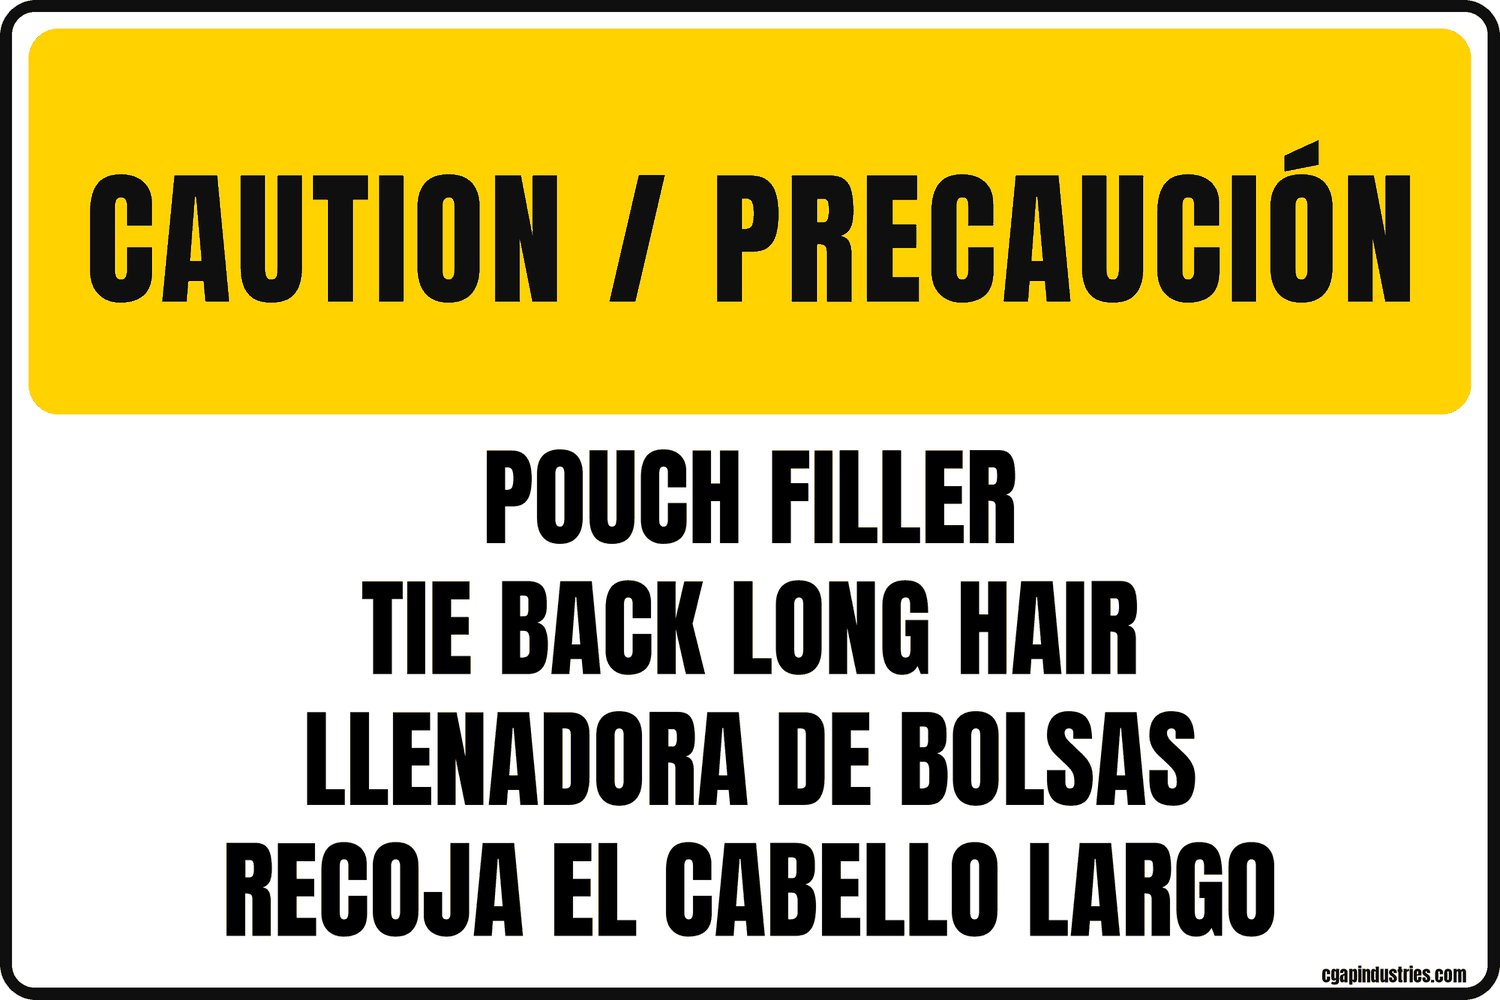 CAUTION / PRECAUCIÓN
POUCH FILLER
TIE BACK LONG HAIR
LLENADORA DE BOLSAS
RECOJA EL CABELLO LARGO
cgapindustries.com